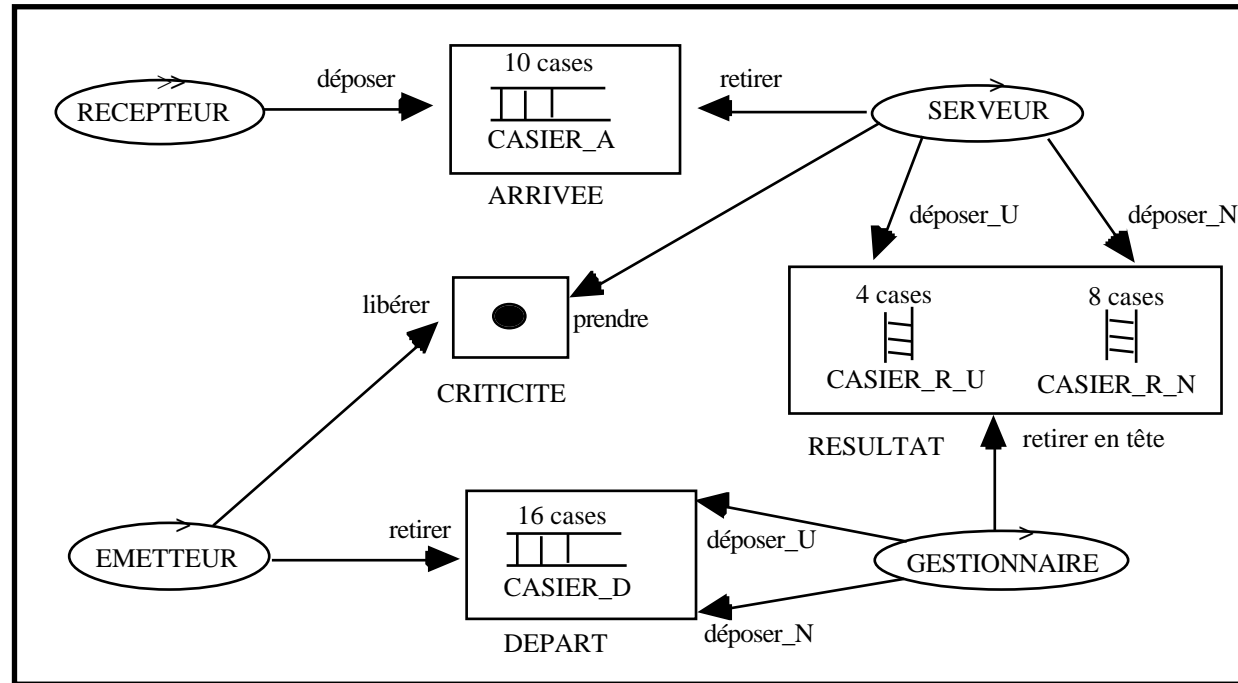 10 cases
déposer
retirer
RECEPTEUR
SERVEUR
CASIER_A
ARRIVEE
déposer_U
déposer_N
libérer
prendre
4 cases
8 cases
CASIER_R_U
CASIER_R_N
CRITICITE
RESULTAT
retirer en tête
16 cases
retirer
déposer_U
EMETTEUR
GESTIONNAIRE
CASIER_D
déposer_N
DEPART